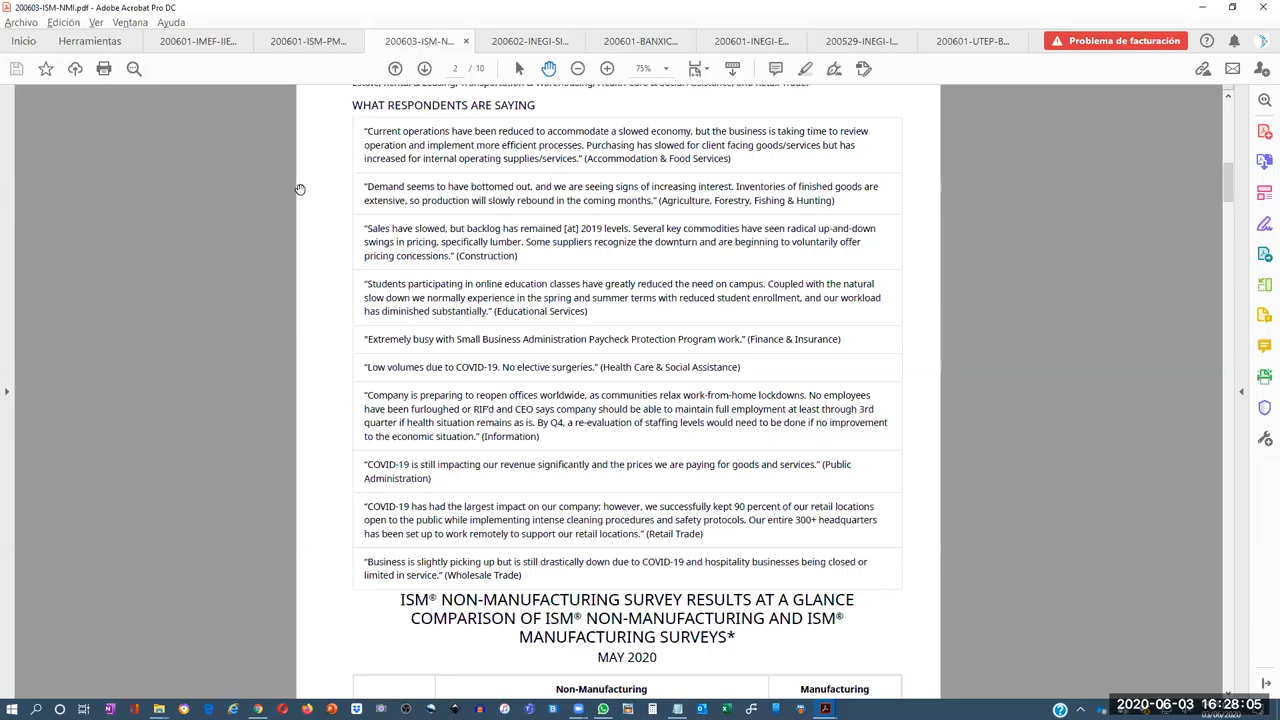 200603-ISM-NMI.pdf - Adobe Acrobat Pro DC
Archivo Edición Ver Ventana Ayuda
Inicio Herramientas 200601-IMEF-IIE... 200601-ISM-PM... 200603-ISM-N... × 200602-INEGI-SI... 200601-BANXIC... 200601-INEGI-E... 200529-INEGI-I... 200601-UTEP-B... Problema de facturación
2 / 10 75%
Estate, Rental & Leasing; Transportation & Warehousing; Health Care & Social Assistance; and Retail Trade.
WHAT RESPONDENTS ARE SAYING
“Current operations have been reduced to accommodate a slowed economy, but the business is taking time to review
operation and implement more efficient processes. Purchasing has slowed for client facing goods/services but has
increased for internal operating supplies/services.” (Accommodation & Food Services)
“Demand seems to have bottomed out, and we are seeing signs of increasing interest. Inventories of finished goods are
extensive, so production will slowly rebound in the coming months.” (Agriculture, Forestry, Fishing & Hunting)
“Sales have slowed, but backlog has remained [at] 2019 levels. Several key commodities have seen radical up-and-down
swings in pricing, specifically lumber. Some suppliers recognize the downturn and are beginning to voluntarily offer
pricing concessions.” (Construction)
“Students participating in online education classes have greatly reduced the need on campus. Coupled with the natural
slow down we normally experience in the spring and summer terms with reduced student enrollment, and our workload
has diminished substantially.” (Educational Services)
"Extremely busy with Small Business Administration Paycheck Protection Program work.” (Finance & Insurance)
“Low volumes due to COVID-19. No elective surgeries.” (Health Care & Social Assistance)
“Company is preparing to reopen offices worldwide, as communities relax work-from-home lockdowns. No employees
have been furloughed or RIF’d and CEO says company should be able to maintain full employment at least through 3rd
quarter if health situation remains as is. By Q4, a re-evaluation of staffing levels would need to be done if no improvement
to the economic situation.” (Information)
“COVID-19 is still impacting our revenue significantly and the prices we are paying for goods and services.” (Public
Administration)
“COVID-19 has had the largest impact on our company; however, we successfully kept 90 percent of our retail locations
open to the public while implementing intense cleaning procedures and safety protocols. Our entire 300+ headquarters
has been set up to work remotely to support our retail locations.” (Retail Trade)
“Business is slightly picking up but is still drastically down due to COVID-19 and hospitality businesses being closed or
limited in service.” (Wholesale Trade)
ISM® NON-MANUFACTURING SURVEY RESULTS AT A GLANCE
COMPARISON OF ISM® NON-MANUFACTURING AND ISM®
MANUFACTURING SURVEYS*
MAY 2020
Non-Manufacturing Manufacturing
2020-06-03 16:28:05
03/06/2020